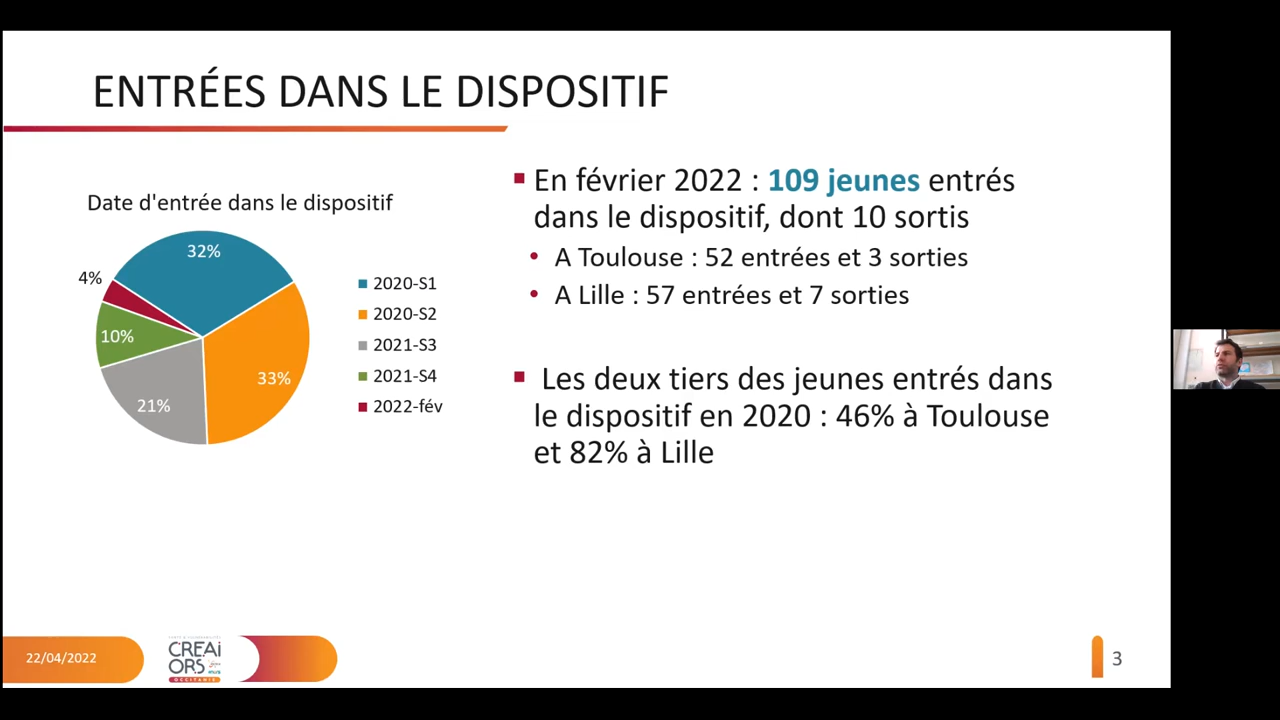 ENTRÉES DANS LE DISPOSITIF
Date d'entrée dans le dispositif
32%
4%
10%
33%
21%
2020-S1
2020-S2
2021-S3
2021-S4
2022-fév
En février 2022 : 109 jeunes entrés
dans le dispositif, dont 10 sortis
A Toulouse : 52 entrées et 3 sorties
A Lille : 57 entrées et 7 sorties
Les deux tiers des jeunes entrés dans
le dispositif en 2020 : 46% à Toulouse
et 82% à Lille
22/04/2022
CREAI
ORS
OCCITANIE
3